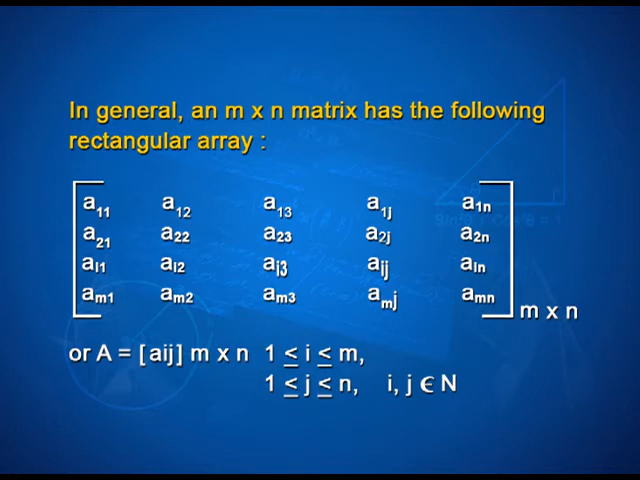 In general, an m x n matrix has the following
rectangular array :
a11 a12 a13 a1j a1n
a21 a22 a23 a2j a2n
ai1 ai2 ai3 aij ain
am1 am2 am3 amj amn
m x n
or A = [aij] m x n 1 ≤ i ≤ m,
1 ≤ j ≤ n, i, j ϵ N